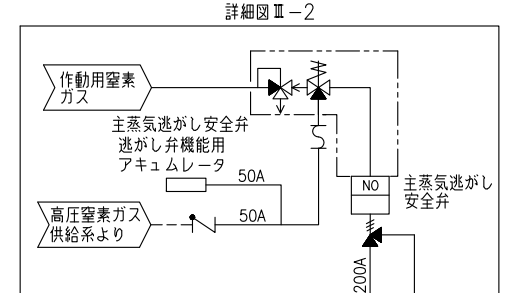 詳細図Ⅲ－2
作動用窒素
ガス
主蒸気逃がし安全弁
逃がし弁機能用
アキュムレータ
50A
NO
主蒸気逃がし
安全弁
高圧窒素ガス
供給系より
50A
200A